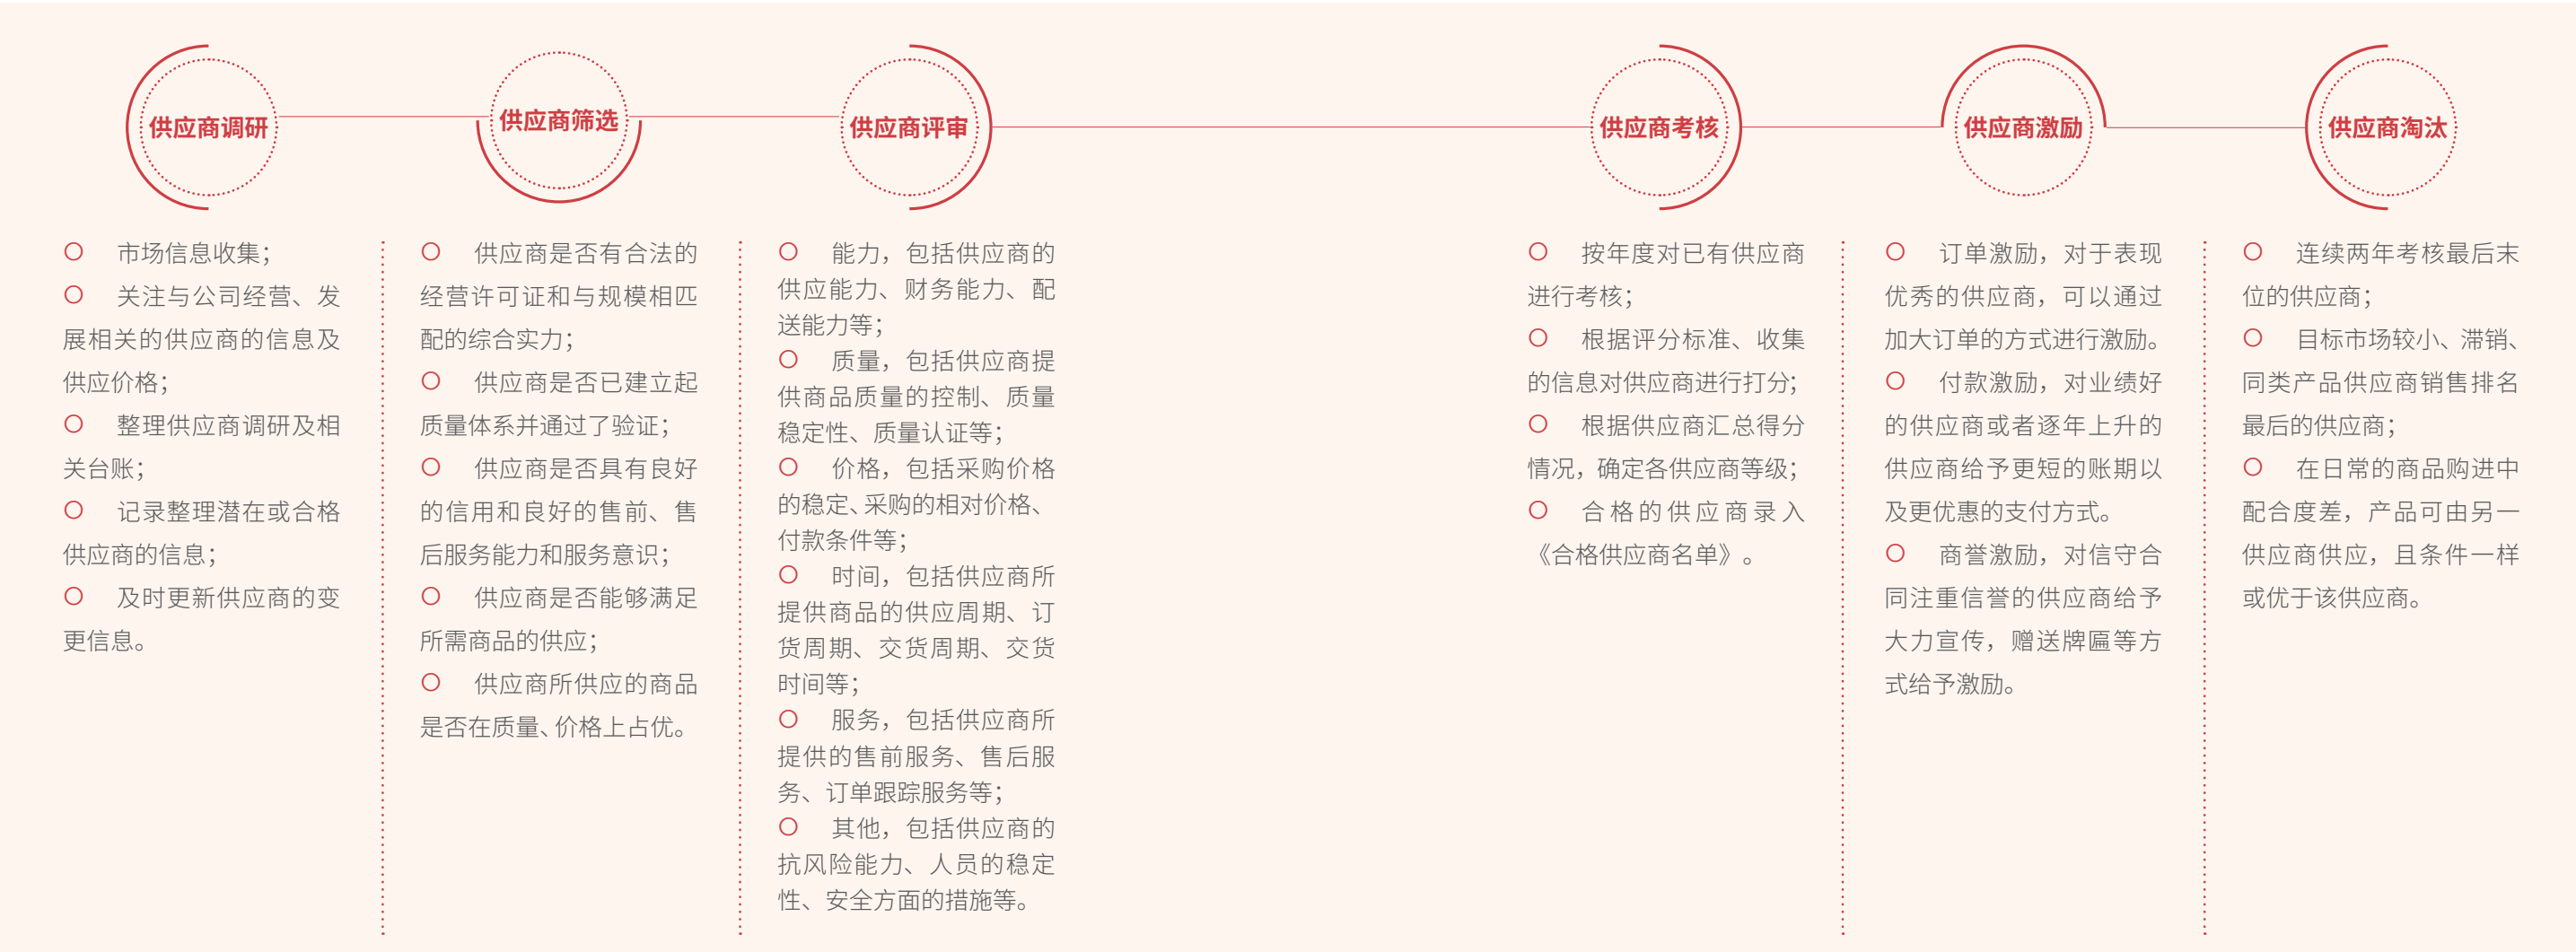 供应商调研
供应商筛选
供应商评审
供应商考核
供应商激励
供应商淘汰
市场信息收集；
关注与公司经营、发
展相关的供应商的信息及
供应价格；
整理供应商调研及相
关台账；
记录整理潜在或合格
供应商的信息；
及时更新供应商的变
更信息。
供应商是否有合法的
经营许可证和与规模相匹
配的综合实力；
供应商是否已建立起
质量体系并通过了验证；
供应商是否具有良好
的信用和良好的售前、售
后服务能力和服务意识；
供应商是否能够满足
所需商品的供应；
供应商所供应的商品
是否在质量、价格上占优。
能力，包括供应商的
供应能力、财务能力、配
送能力等；
质量，包括供应商提
供商品质量的控制、质量
稳定性、质量认证等；
价格，包括采购价格
的稳定、采购的相对价格、
付款条件等；
时间，包括供应商所
提供商品的供应周期、订
货周期、交货周期、交货
时间等；
服务，包括供应商所
提供的售前服务、售后服
务、订单跟踪服务等；
其他，包括供应商的
抗风险能力、人员的稳定
性、安全方面的措施等。
按年度对已有供应商
进行考核；
根据评分标准、收集
的信息对供应商进行打分；
根据供应商汇总得分
情况，确定各供应商等级；
合格的供应商录入
《合格供应商名单》。
订单激励，对于表现
优秀的供应商，可以通过
加大订单的方式进行激励。
付款激励，对业绩好
的供应商或者逐年上升的
供应商给予更短的账期以
及更优惠的支付方式。
商誉激励，对信守合
同注重信誉的供应商给予
大力宣传，赠送牌匾等方
式给予激励。
连续两年考核最后末
位的供应商；
目标市场较小、滞销、
同类产品供应商销售排名
最后的供应商；
在日常的商品购进中
配合度差，产品可由另一
供应商供应，且条件一样
或优于该供应商。